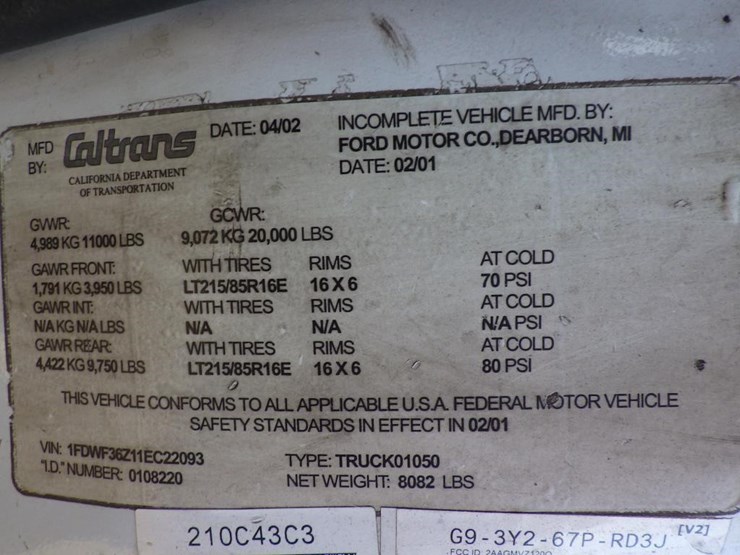 MFD BY: Caltrans DATE: 04/02 INCOMPLETE VEHICLE MFD. BY:
CALIFORNIA DEPARTMENT FORD MOTOR CO.,DEARBORN, MI
OF TRANSPORTATION DATE: 02/01
GVWR: GCWR:
4,989 KG 11000 LBS 9,072 KG 20,000 LBS
GAWR FRONT: WITH TIRES RIMS AT COLD
1,791 KG 3,950 LBS LT215/85R16E 16 X 6 70 PSI
GAWR INT: WITH TIRES RIMS AT COLD
N/A KG N/A LBS N/A N/A N/A PSI
GAWR REAR: WITH TIRES RIMS AT COLD
4,422 KG 9,750 LBS LT215/85R16E 16 X 6 80 PSI
THIS VEHICLE CONFORMS TO ALL APPLICABLE U.S.A. FEDERAL MOTOR VEHICLE
SAFETY STANDARDS IN EFFECT IN 02/01
VIN: 1FDWF36Z11EC22093 TYPE: TRUCK01050
"I.D." NUMBER: 0108220 NET WEIGHT: 8082 LBS
210C43C3 G9-3Y2-67P-RD3J [V2]
FCC ID